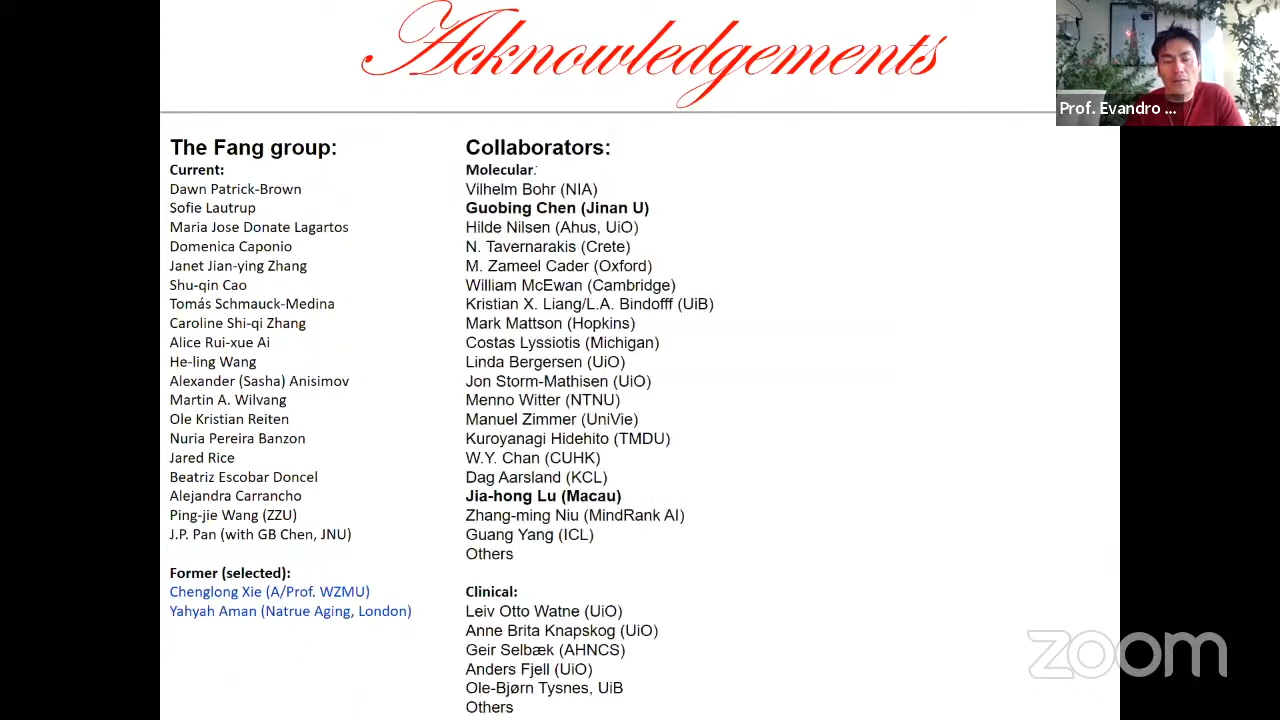 Acknowledgements
Prof. Evandro ...
The Fang group:
Current:
Dawn Patrick-Brown
Sofie Lautrup
Maria Jose Donate Lagartos
Domenica Caponio
Janet Jian-ying Zhang
Shu-qin Cao
Tomás Schmauck-Medina
Caroline Shi-qi Zhang
Alice Rui-xue Ai
He-ling Wang
Alexander (Sasha) Anisimov
Martin A. Wilvang
Ole Kristian Reiten
Nuria Pereira Banzon
Jared Rice
Beatriz Escobar Doncel
Alejandra Carrancho
Ping-jie Wang (ZZU)
J.P. Pan (with GB Chen, JNU)
Former (selected):
Chenglong Xie (A/Prof. WZMU)
Yahyah Aman (Natrue Aging, London)
Collaborators:
Molecular:
Vilhelm Bohr (NIA)
Guobing Chen (Jinan U)
Hilde Nilsen (Ahus, UiO)
N. Tavernarakis (Crete)
M. Zameel Cader (Oxford)
William McEwan (Cambridge)
Kristian X. Liang/L.A. Bindofff (UiB)
Mark Mattson (Hopkins)
Costas Lyssiotis (Michigan)
Linda Bergersen (UiO)
Jon Storm-Mathisen (UiO)
Menno Witter (NTNU)
Manuel Zimmer (UniVie)
Kuroyanagi Hidehito (TMDU)
W.Y. Chan (CUHK)
Dag Aarsland (KCL)
Jia-hong Lu (Macau)
Zhang-ming Niu (MindRank AI)
Guang Yang (ICL)
Others
Clinical:
Leiv Otto Watne (UiO)
Anne Brita Knapskog (UiO)
Geir Selbæk (AHNCS)
Anders Fjell (UiO)
Ole-Bjørn Tysnes, UiB
Others
zoom